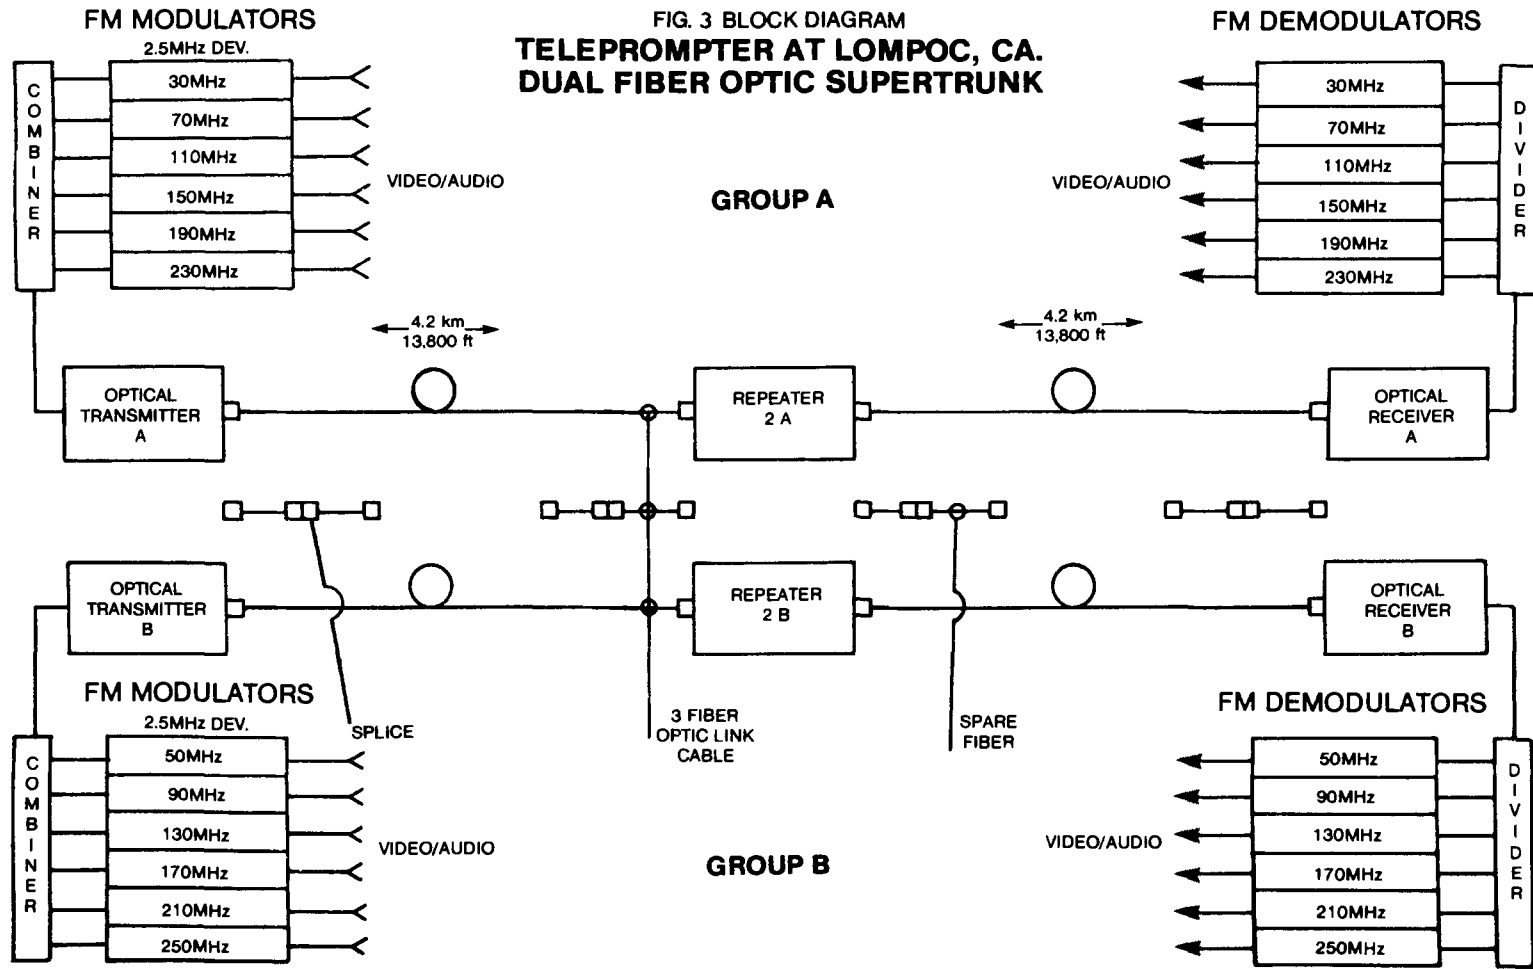 FIG. 3 BLOCK DIAGRAM
TELEPROMPTER AT LOMPOC, CA.
DUAL FIBER OPTIC SUPERTRUNK
FM MODULATORS
2.5MHz DEV.
COMBINER
30MHz
70MHz
110MHz
150MHz
190MHz
230MHz
VIDEO/AUDIO
GROUP A
FM DEMODULATORS
30MHz
70MHz
110MHz
150MHz
190MHz
230MHz
DIVIDER
VIDEO/AUDIO
4.2 km
13,800 ft
4.2 km
13,800 ft
OPTICAL
TRANSMITTER
A
REPEATER
2 A
OPTICAL
RECEIVER
A
OPTICAL
TRANSMITTER
B
REPEATER
2 B
OPTICAL
RECEIVER
B
SPLICE
3 FIBER
OPTIC LINK
CABLE
SPARE
FIBER
FM MODULATORS
2.5MHz DEV.
COMBINER
50MHz
90MHz
130MHz
170MHz
210MHz
250MHz
VIDEO/AUDIO
GROUP B
FM DEMODULATORS
50MHz
90MHz
130MHz
170MHz
210MHz
250MHz
DIVIDER
VIDEO/AUDIO